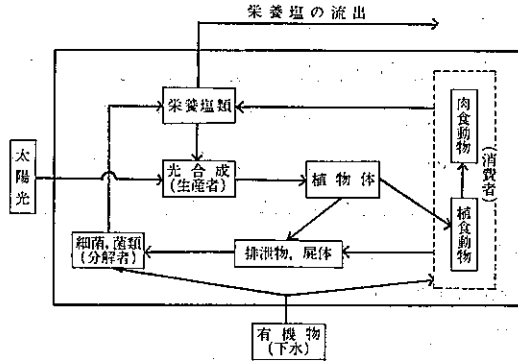 栄養塩の流出
栄養塩類
太陽光
光合成
(生産者)
植物体
肉食動物
(消費者)
植食動物
細菌,菌類
(分解者)
排泄物,屍体
有機物
(下水)